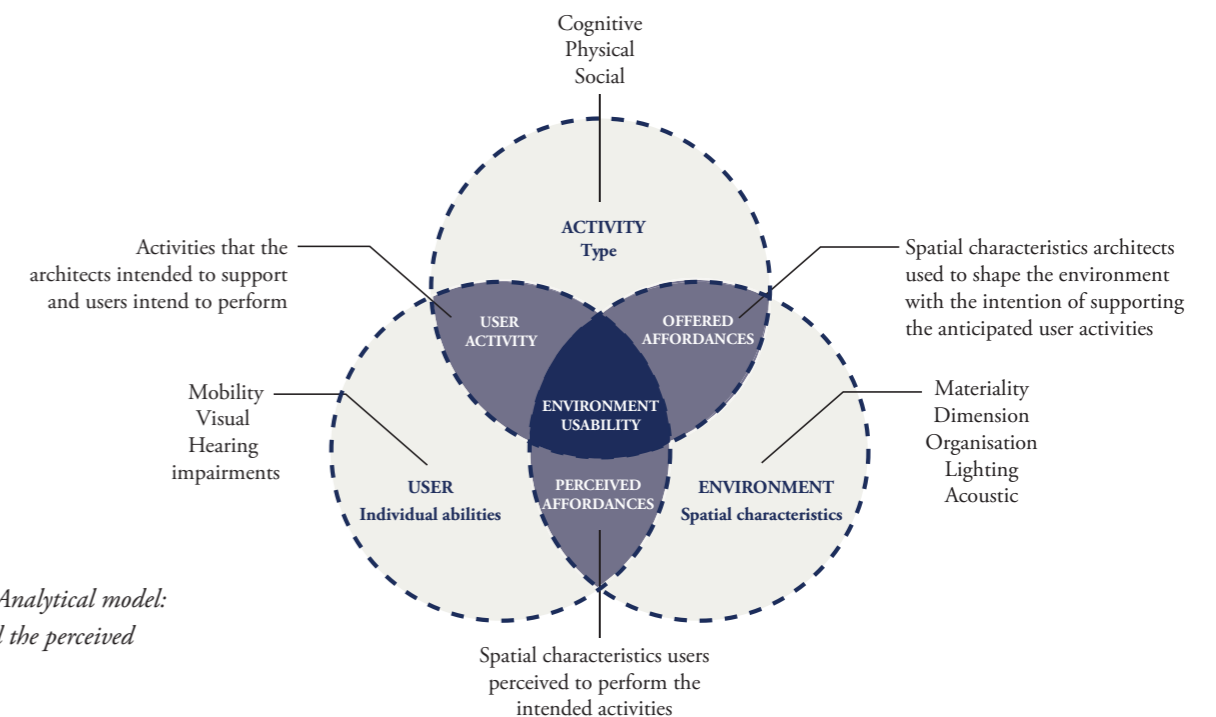 Cognitive
Physical
Social
ACTIVITY
Type
Activities that the
architects intended to support
and users intend to perform
Spatial characteristics architects
used to shape the environment
with the intention of supporting
the anticipated user activities
USER
ACTIVITY
OFFERED
AFFORDANCES
Mobility
Visual
Hearing
impairments
ENVIRONMENT
USABILITY
Materiality
Dimension
Organisation
Lighting
Acoustic
USER
Individual abilities
PERCEIVED
AFFORDANCES
ENVIRONMENT
Spatial characteristics
Analytical model:
the perceived
Spatial characteristics users
perceived to perform the
intended activities